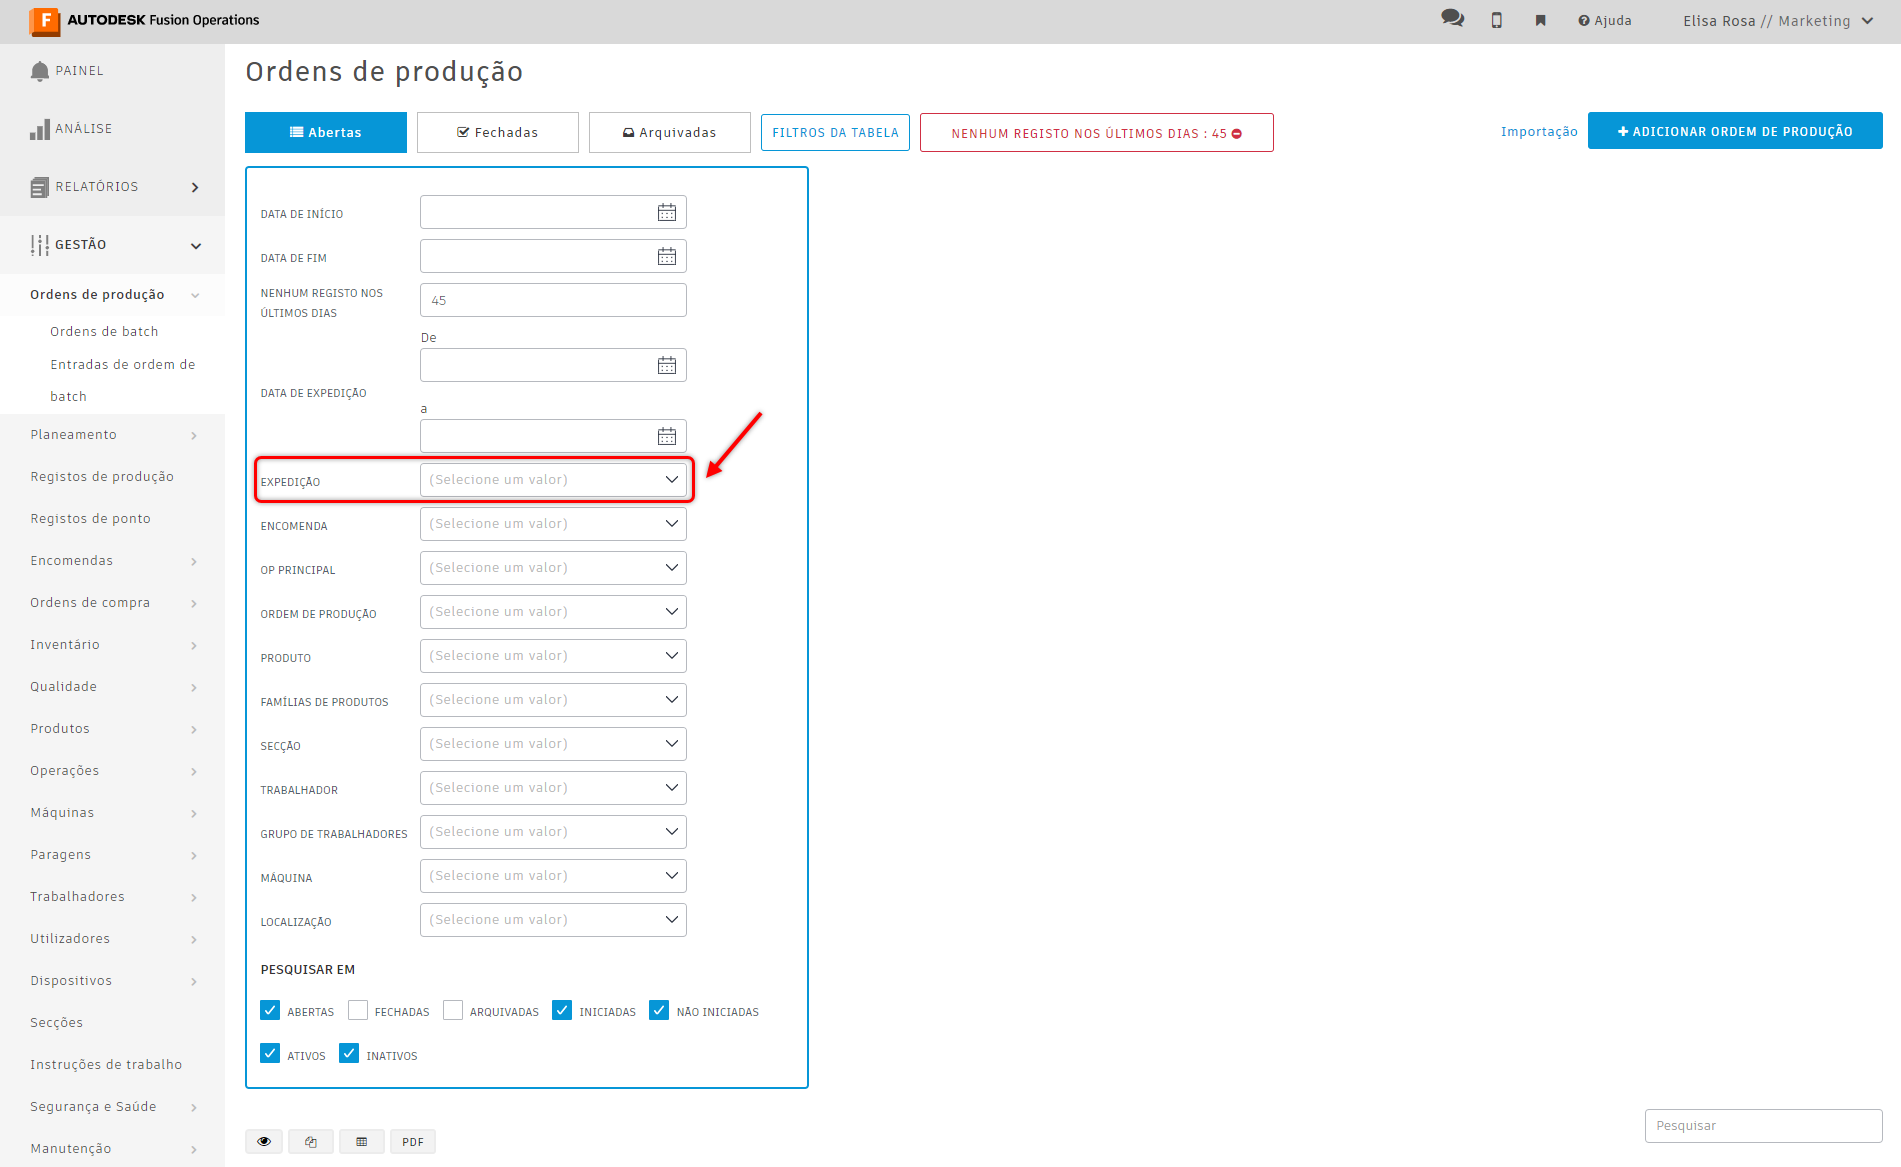 AUTODESK Fusion Operations
Ajuda
Elisa Rosa // Marketing
PAINEL
ANÁLISE
RELATÓRIOS
GESTÃO
Ordens de produção
Ordens de batch
Entradas de ordem de
batch
Planeamento
Registos de produção
Registos de ponto
Encomendas
Ordens de compra
Inventário
Qualidade
Produtos
Operações
Máquinas
Paragens
Trabalhadores
Utilizadores
Dispositivos
Secções
Instruções de trabalho
Segurança e Saúde
Manutenção
Ordens de produção
Abertas
Fechadas
Arquivadas
FILTROS DA TABELA
NENHUM REGISTO NOS ÚLTIMOS DIAS : 45
Importação
ADICIONAR ORDEM DE PRODUÇÃO
DATA DE INÍCIO
DATA DE FIM
NENHUM REGISTO NOS
ÚLTIMOS DIAS
45
De
DATA DE EXPEDIÇÃO
a
EXPEDIÇÃO (Selecione um valor)
ENCOMENDA (Selecione um valor)
OP PRINCIPAL (Selecione um valor)
ORDEM DE PRODUÇÃO (Selecione um valor)
PRODUTO (Selecione um valor)
FAMÍLIAS DE PRODUTOS (Selecione um valor)
SECÇÃO (Selecione um valor)
TRABALHADOR (Selecione um valor)
GRUPO DE TRABALHADORES (Selecione um valor)
MÁQUINA (Selecione um valor)
LOCALIZAÇÃO (Selecione um valor)
PESQUISAR EM
ABERTAS FECHADAS ARQUIVADAS INICIADAS NÃO INICIADAS
ATIVOS INATIVOS
PDF
Pesquisar